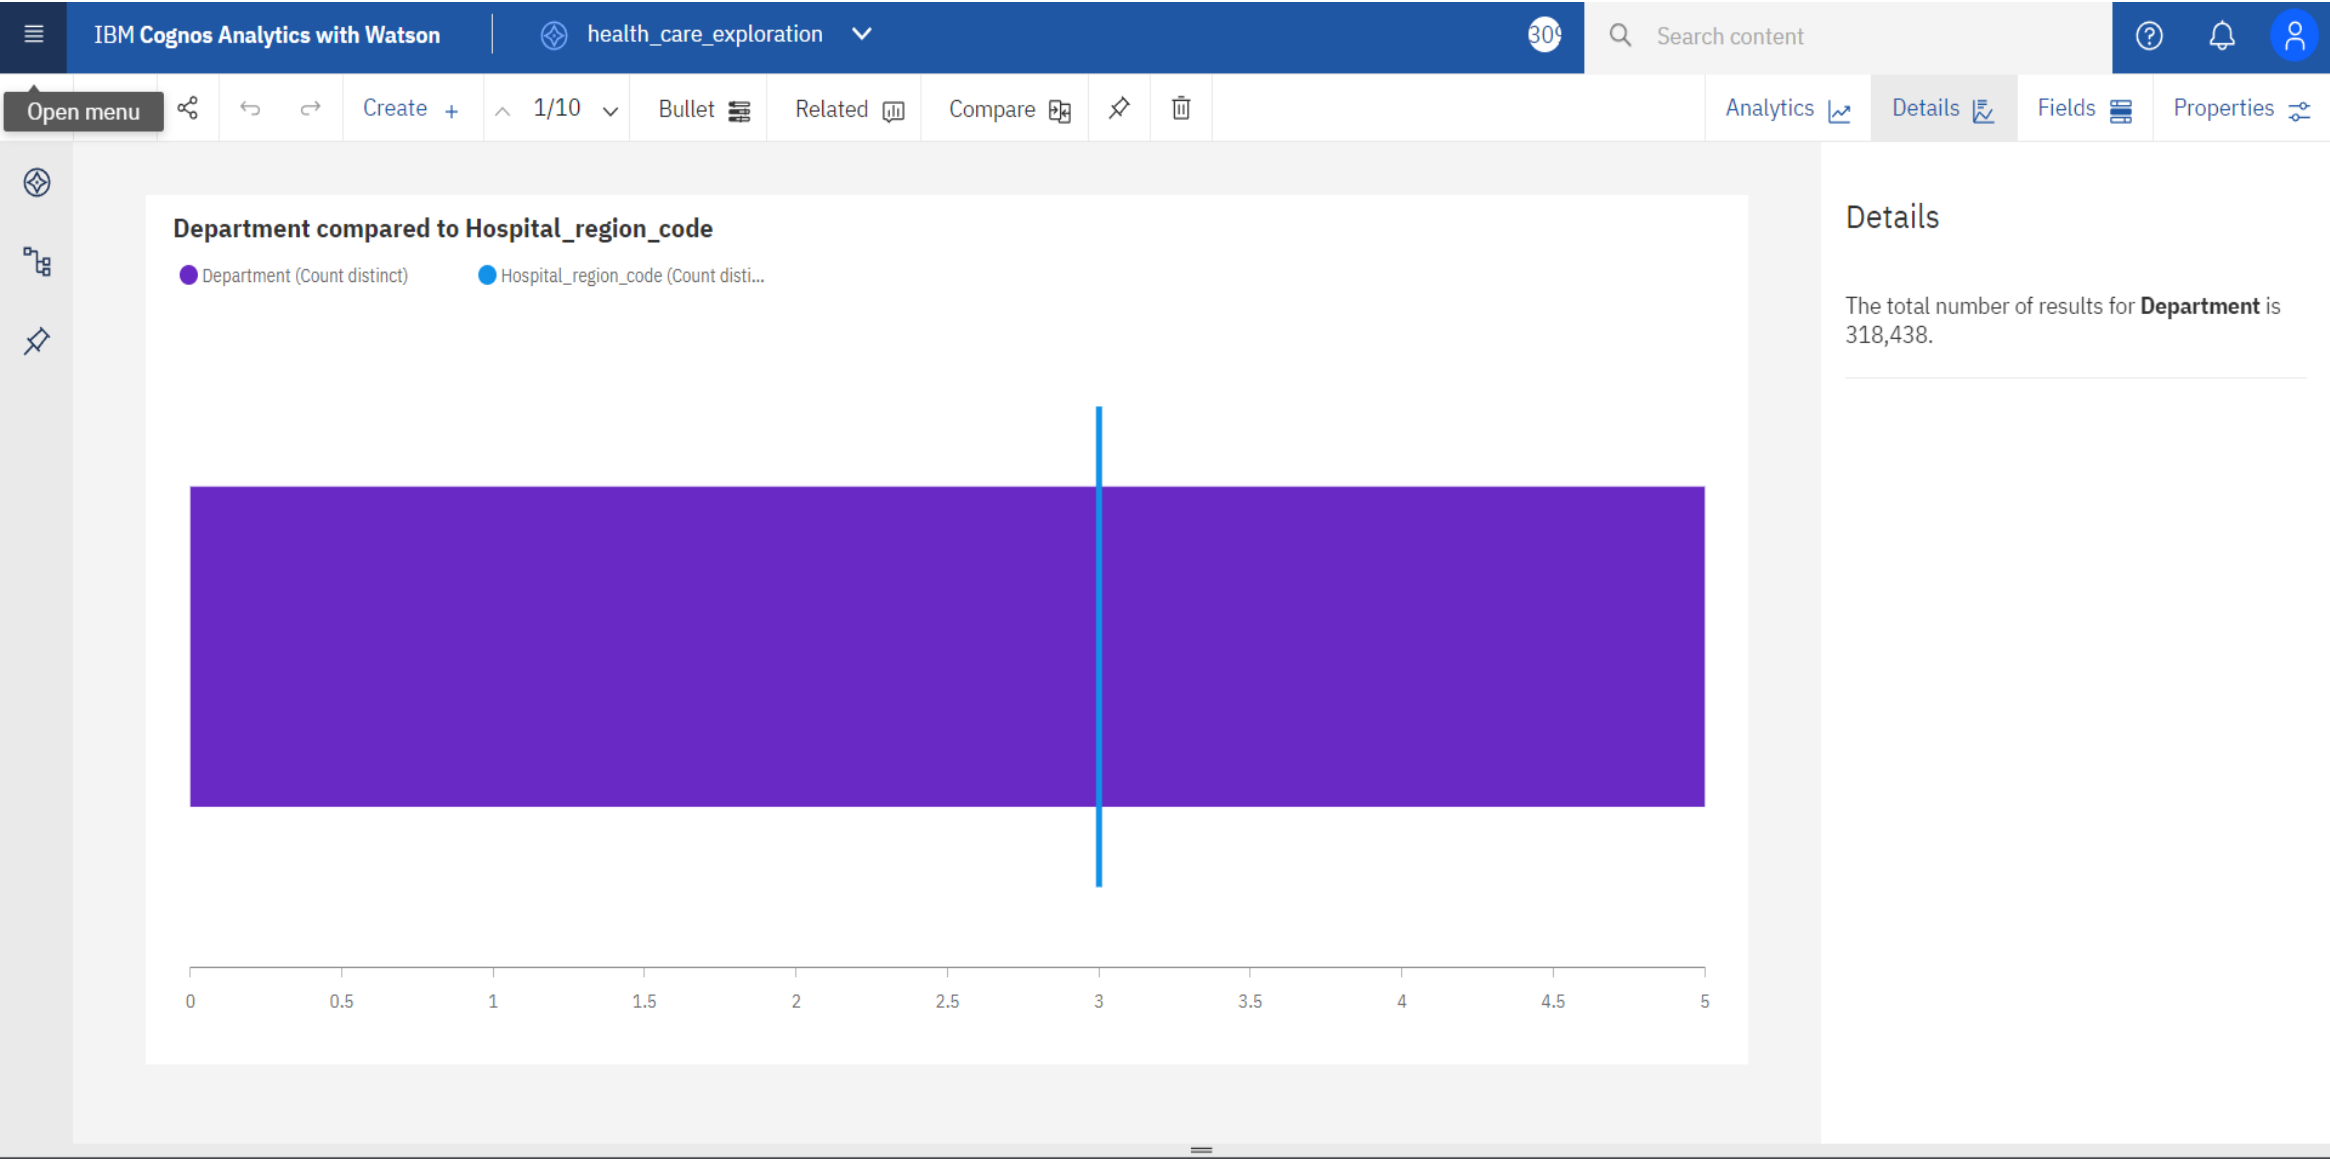 IBM Cognos Analytics with Watson
health_care_exploration
Search content
Open menu
Create +
1/10
Bullet
Related
Compare
Analytics
Details
Fields
Properties
Department compared to Hospital_region_code
Department (Count distinct)
Hospital_region_code (Count disti...
0 0.5 1 1.5 2 2.5 3 3.5 4 4.5 5
Details
The total number of results for Department is
318,438.